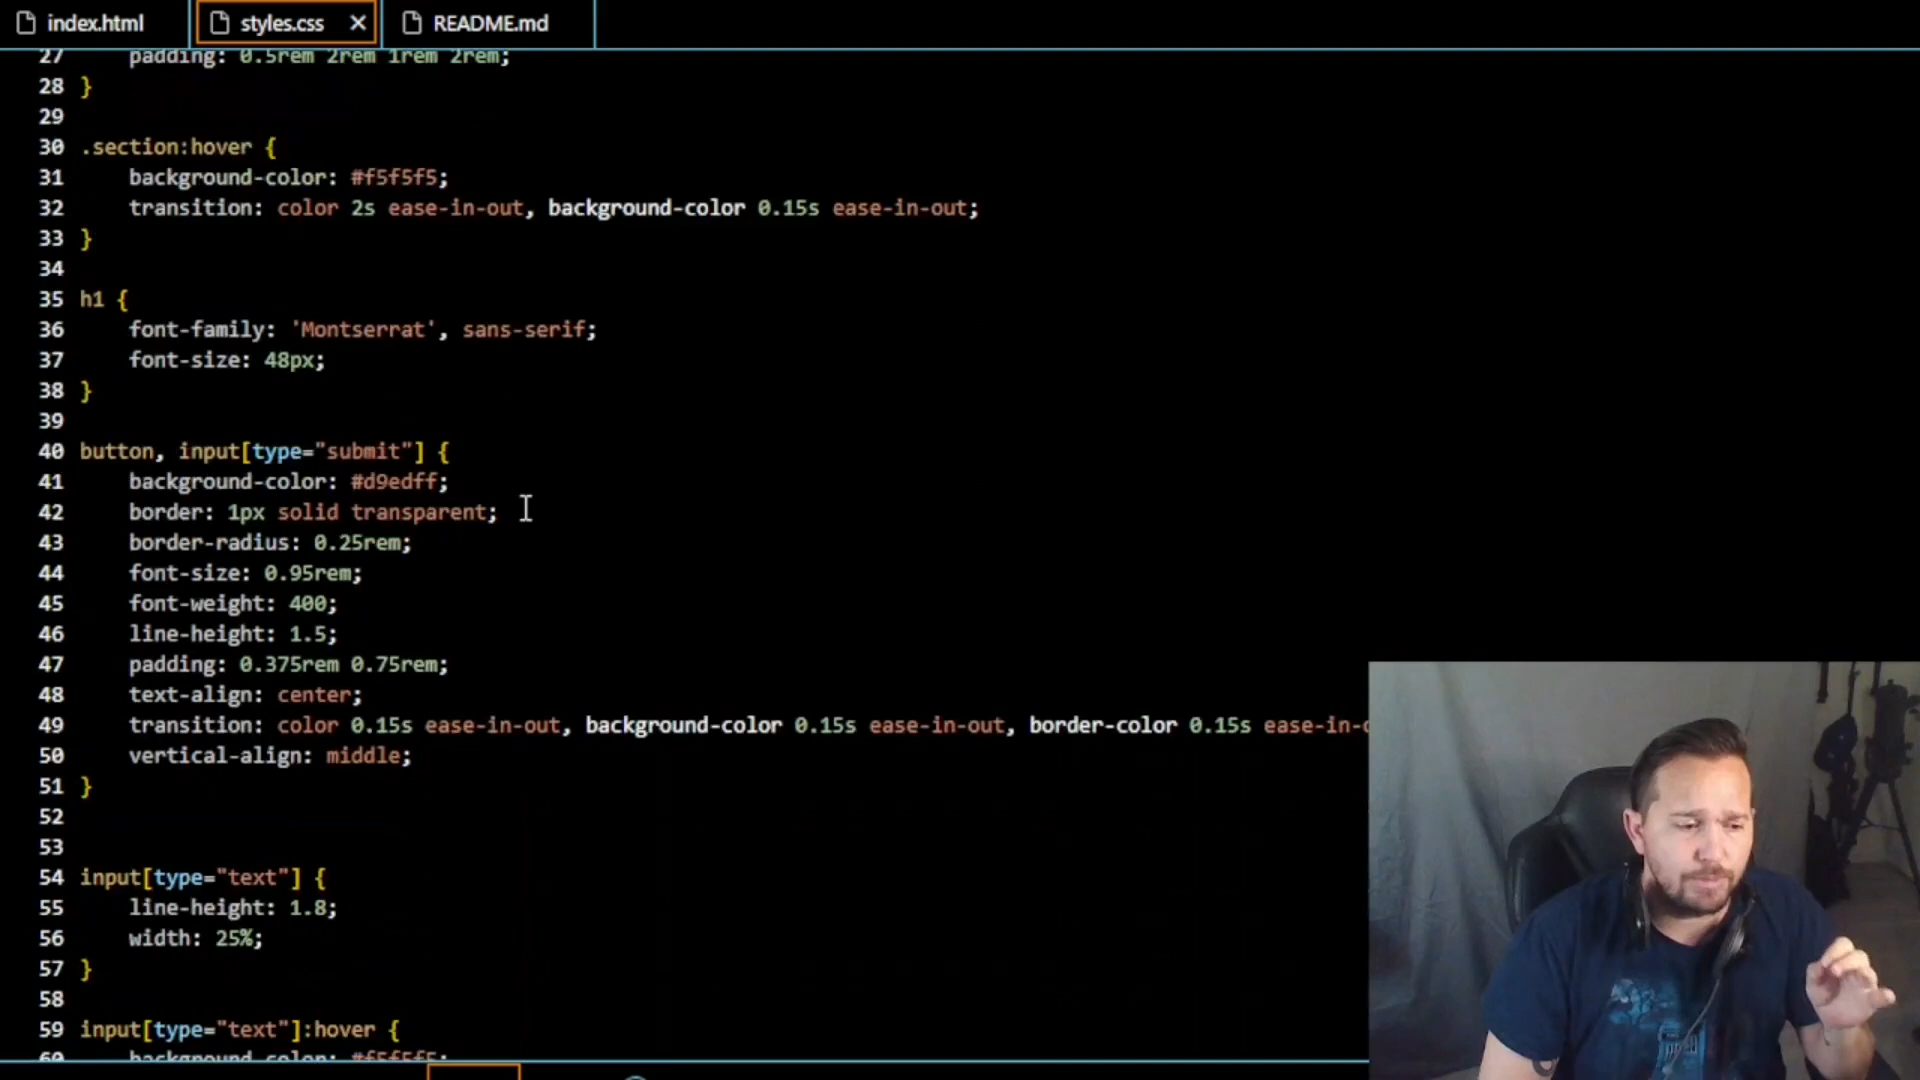 index.html styles.css README.md
27 padding: 0.5rem 2rem 1rem 2rem;
28 }
29
30 .section:hover {
31 background-color: #f5f5f5;
32 transition: color 2s ease-in-out, background-color 0.15s ease-in-out;
33 }
34
35 h1 {
36 font-family: 'Montserrat', sans-serif;
37 font-size: 48px;
38 }
39
40 button, input[type="submit"] {
41 background-color: #d9edff;
42 border: 1px solid transparent;
43 border-radius: 0.25rem;
44 font-size: 0.95rem;
45 font-weight: 400;
46 line-height: 1.5;
47 padding: 0.375rem 0.75rem;
48 text-align: center;
49 transition: color 0.15s ease-in-out, background-color 0.15s ease-in-out, border-color 0.15s ease-in-
50 vertical-align: middle;
51 }
52
53
54 input[type="text"] {
55 line-height: 1.8;
56 width: 25%;
57 }
58
59 input[type="text"]:hover {
60 background-color: #f5f5f5;